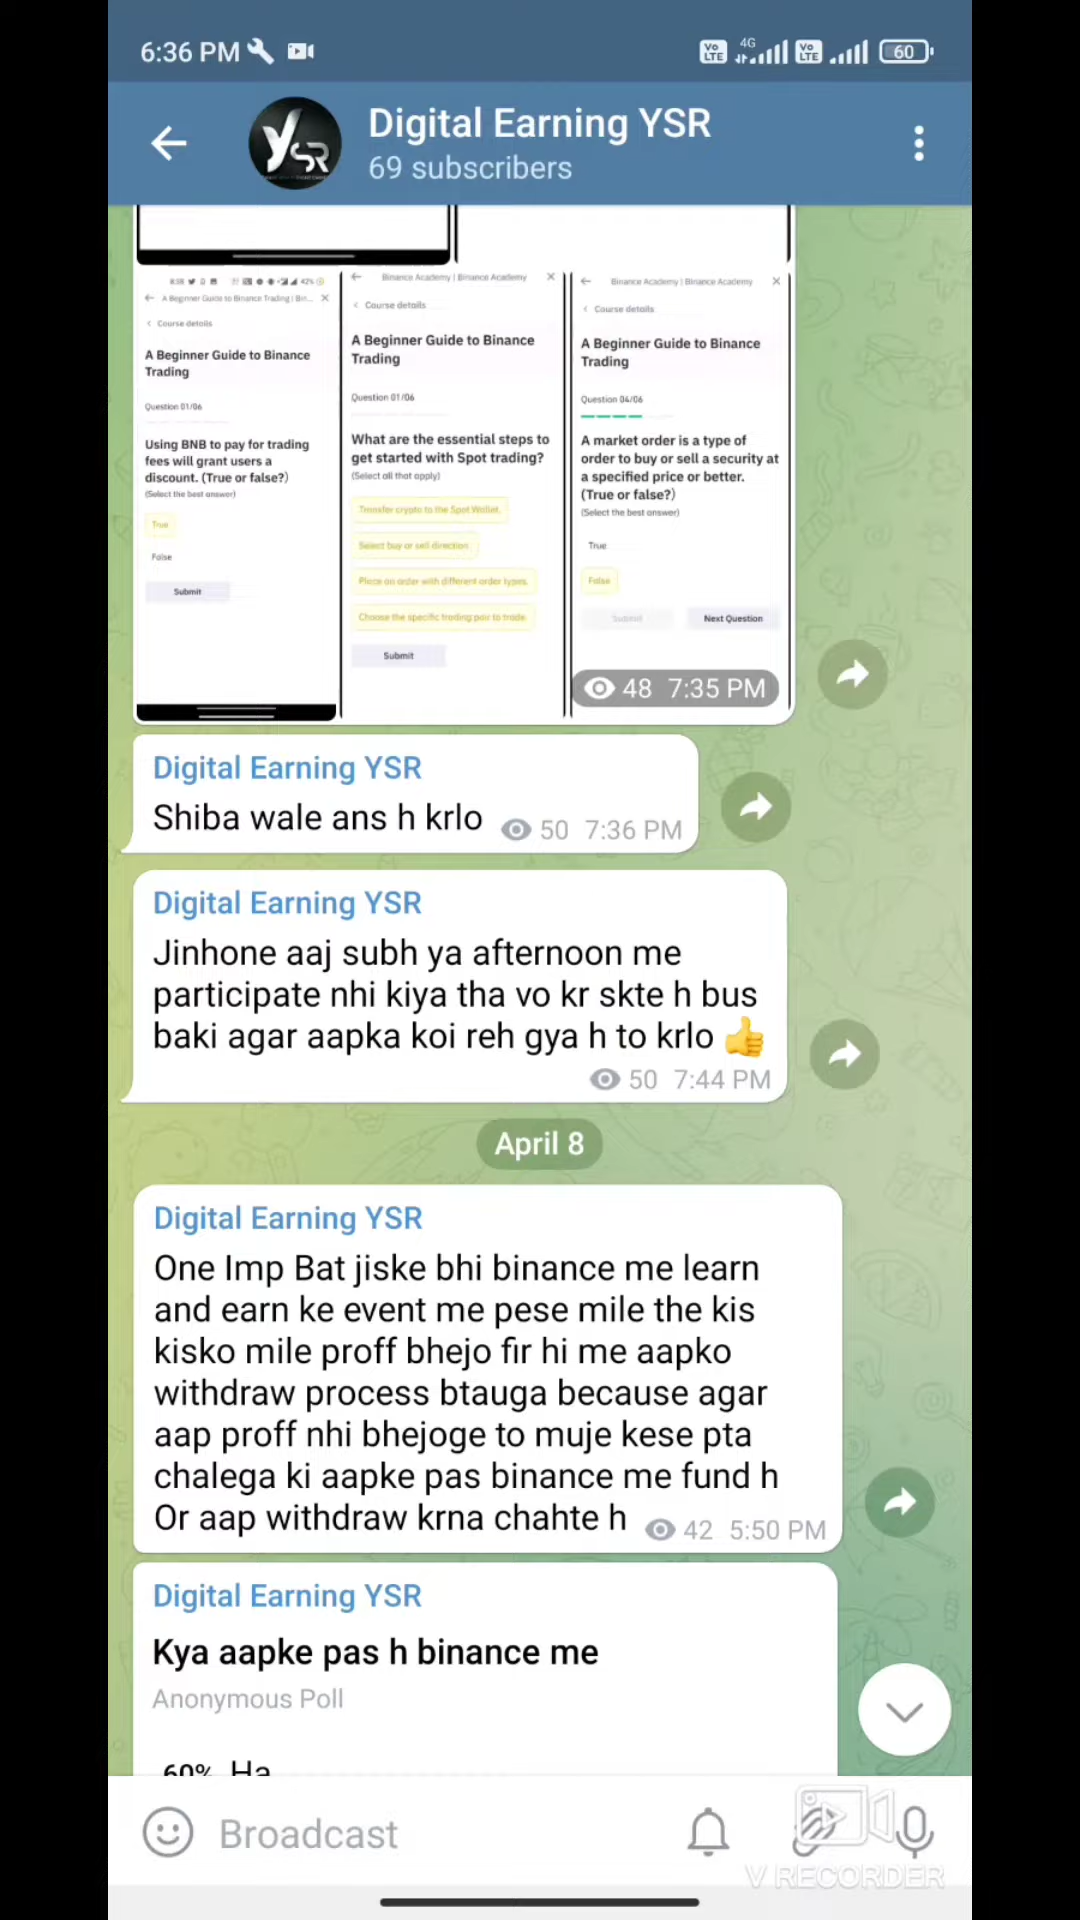 6:36 PM
Vo LTE 4G Vo LTE 60
Digital Earning YSR
69 subscribers
YSR
A Beginner Guide to Binance Trading | Bin...
Course details
A Beginner Guide to Binance
Trading
Question 01/06
Using BNB to pay for trading
fees will grant users a
discount. (True or false?)
(Select the best answer)
True
False
Submit
Binance Academy | Binance Academy
Course details
A Beginner Guide to Binance
Trading
Question 01/06
What are the essential steps to
get started with Spot trading?
(Select all that apply)
Transfer crypto to the Spot Wallet.
Select buy or sell direction
Place an order with different order types.
Choose the specific trading pair to trade.
Submit
Binance Academy | Binance Academy
Course details
A Beginner Guide to Binance
Trading
Question 04/06
A market order is a type of
order to buy or sell a security at
a specified price or better.
(True or false?)
(Select the best answer)
True
False
Submit Next Question
48 7:35 PM
Digital Earning YSR
Shiba wale ans h krlo 50 7:36 PM
Digital Earning YSR
Jinhone aaj subh ya afternoon me
participate nhi kiya tha vo kr skte h bus
baki agar aapka koi reh gya h to krlo 👍
50 7:44 PM
April 8
Digital Earning YSR
One Imp Bat jiske bhi binance me learn
and earn ke event me pese mile the kis
kisko mile proff bhejo fir hi me aapko
withdraw process btauga because agar
aap proff nhi bhejoge to muje kese pta
chalega ki aapke pas binance me fund h
Or aap withdraw krna chahte h 42 5:50 PM
Digital Earning YSR
Kya aapke pas h binance me
Anonymous Poll
60% Ha
Broadcast
V RECORDER